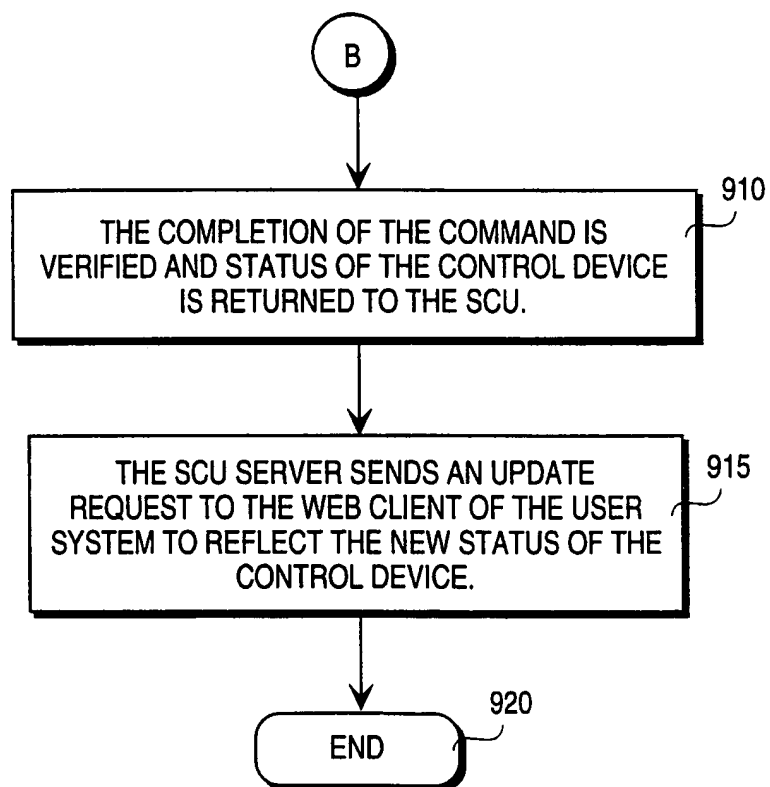 B
910
THE COMPLETION OF THE COMMAND IS
VERIFIED AND STATUS OF THE CONTROL DEVICE
IS RETURNED TO THE SCU.
915
THE SCU SERVER SENDS AN UPDATE
REQUEST TO THE WEB CLIENT OF THE USER
SYSTEM TO REFLECT THE NEW STATUS OF THE
CONTROL DEVICE.
920
END